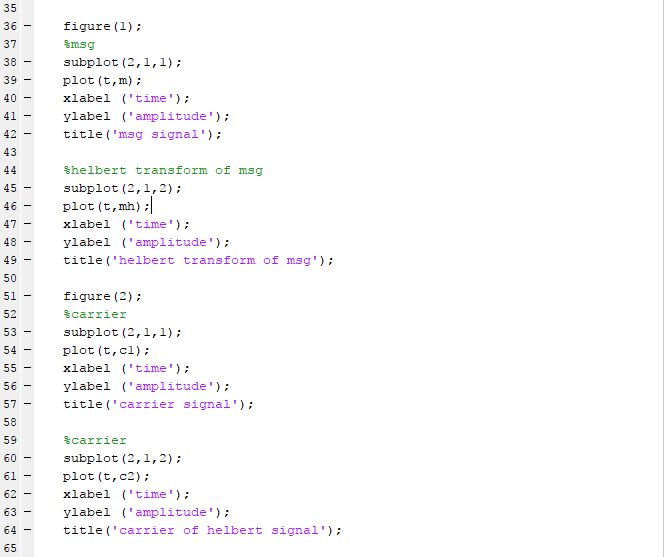 35
36 – figure(1);
37 %msg
38 – subplot(2,1,1);
39 – plot(t,m);
40 – xlabel ('time');
41 – ylabel ('amplitude');
42 – title('msg signal');
43
44 %helbert transform of msg
45 – subplot(2,1,2);
46 – plot(t,mh);
47 – xlabel ('time');
48 – ylabel ('amplitude');
49 – title('helbert transform of msg');
50
51 – figure(2);
52 %carrier
53 – subplot(2,1,1);
54 – plot(t,c1);
55 – xlabel ('time');
56 – ylabel ('amplitude');
57 – title('carrier signal');
58
59 %carrier
60 – subplot(2,1,2);
61 – plot(t,c2);
62 – xlabel ('time');
63 – ylabel ('amplitude');
64 – title('carrier of helbert signal');
65